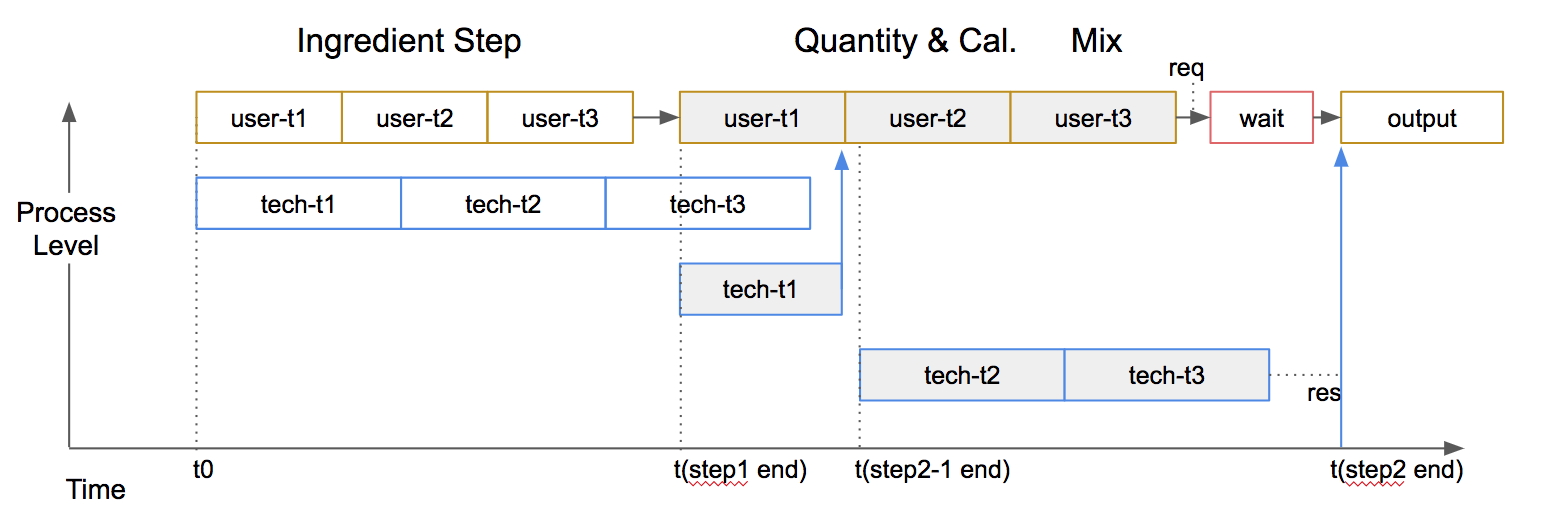 Ingredient Step
Quantity & Cal.
Mix
req
user-t1
user-t2
user-t3
user-t1
user-t2
user-t3
wait
output
tech-t1
tech-t2
tech-t3
Process
Level
tech-t1
tech-t2
tech-t3
res
t0
t(step1 end)
t(step2-1 end)
t(step2 end)
Time